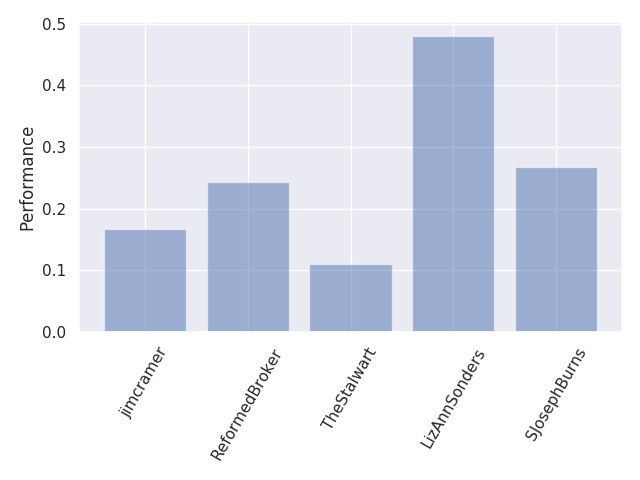 0.5
0.4
0.3
0.2
0.1
0.0
Performance
jimcramer
ReformedBroker
TheStalwart
LizAnnSonders
SJosephBurns